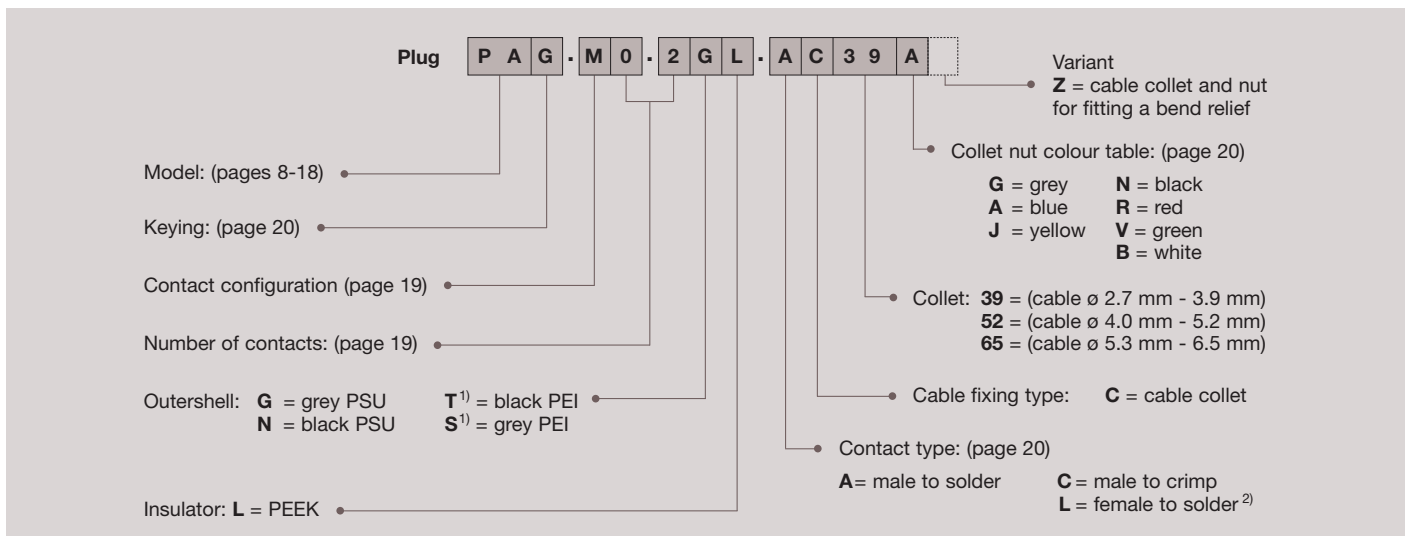 Plug P A G . M 0 . 2 G L . A C 3 9 A
Variant
Z = cable collet and nut
for fitting a bend relief
Collet nut colour table: (page 20)
G = grey N = black
A = blue R = red
J = yellow V = green
B = white
Model: (pages 8-18)
Keying: (page 20)
Contact configuration (page 19)
Collet: 39 = (cable ø 2.7 mm - 3.9 mm)
52 = (cable ø 4.0 mm - 5.2 mm)
65 = (cable ø 5.3 mm - 6.5 mm)
Number of contacts: (page 19)
Outershell: G = grey PSU T 1) = black PEI
N = black PSU S 1) = grey PEI
Cable fixing type: C = cable collet
Contact type: (page 20)
A= male to solder C = male to crimp
L = female to solder 2)
Insulator: L = PEEK